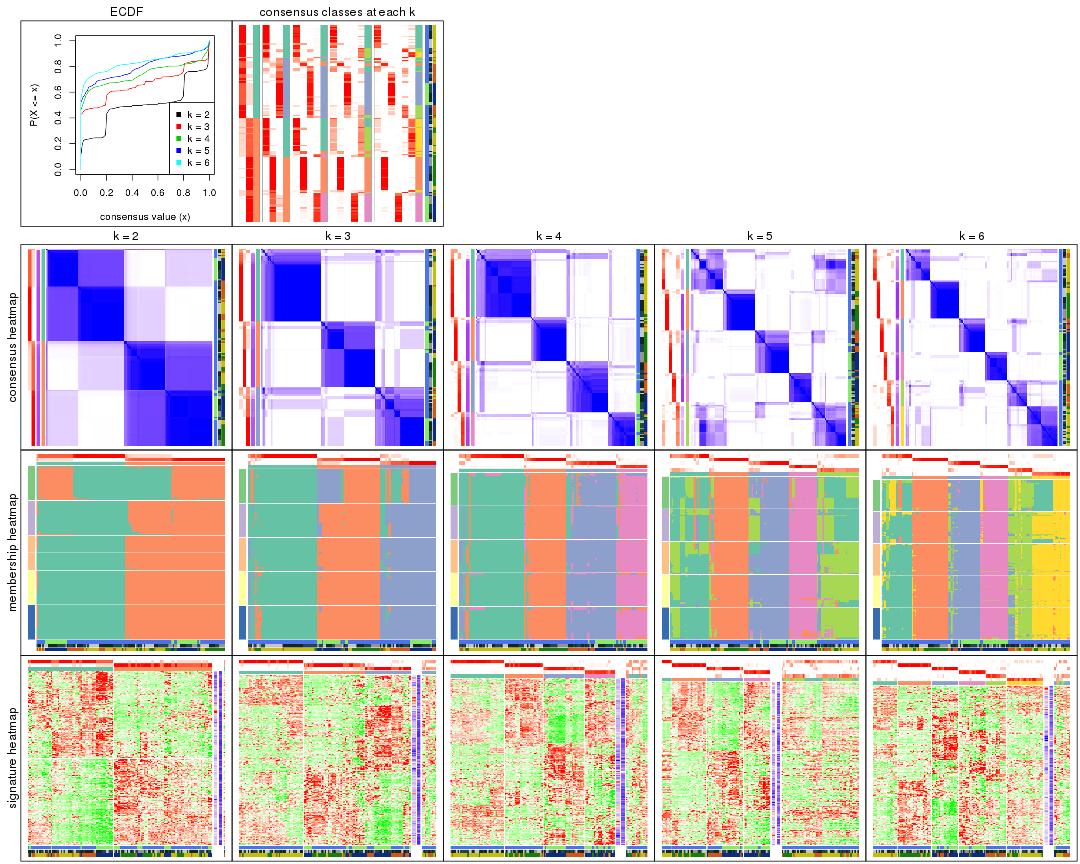 ECDF
consensus classes at each k
P(X <= x)
0.0 0.2 0.4 0.6 0.8 1.0
k = 2
k = 3
k = 4
k = 5
k = 6
0.0 0.2 0.4 0.6 0.8 1.0
consensus value (x)
k = 2
k = 3
k = 4
k = 5
k = 6
consensus heatmap
membership heatmap
signature heatmap